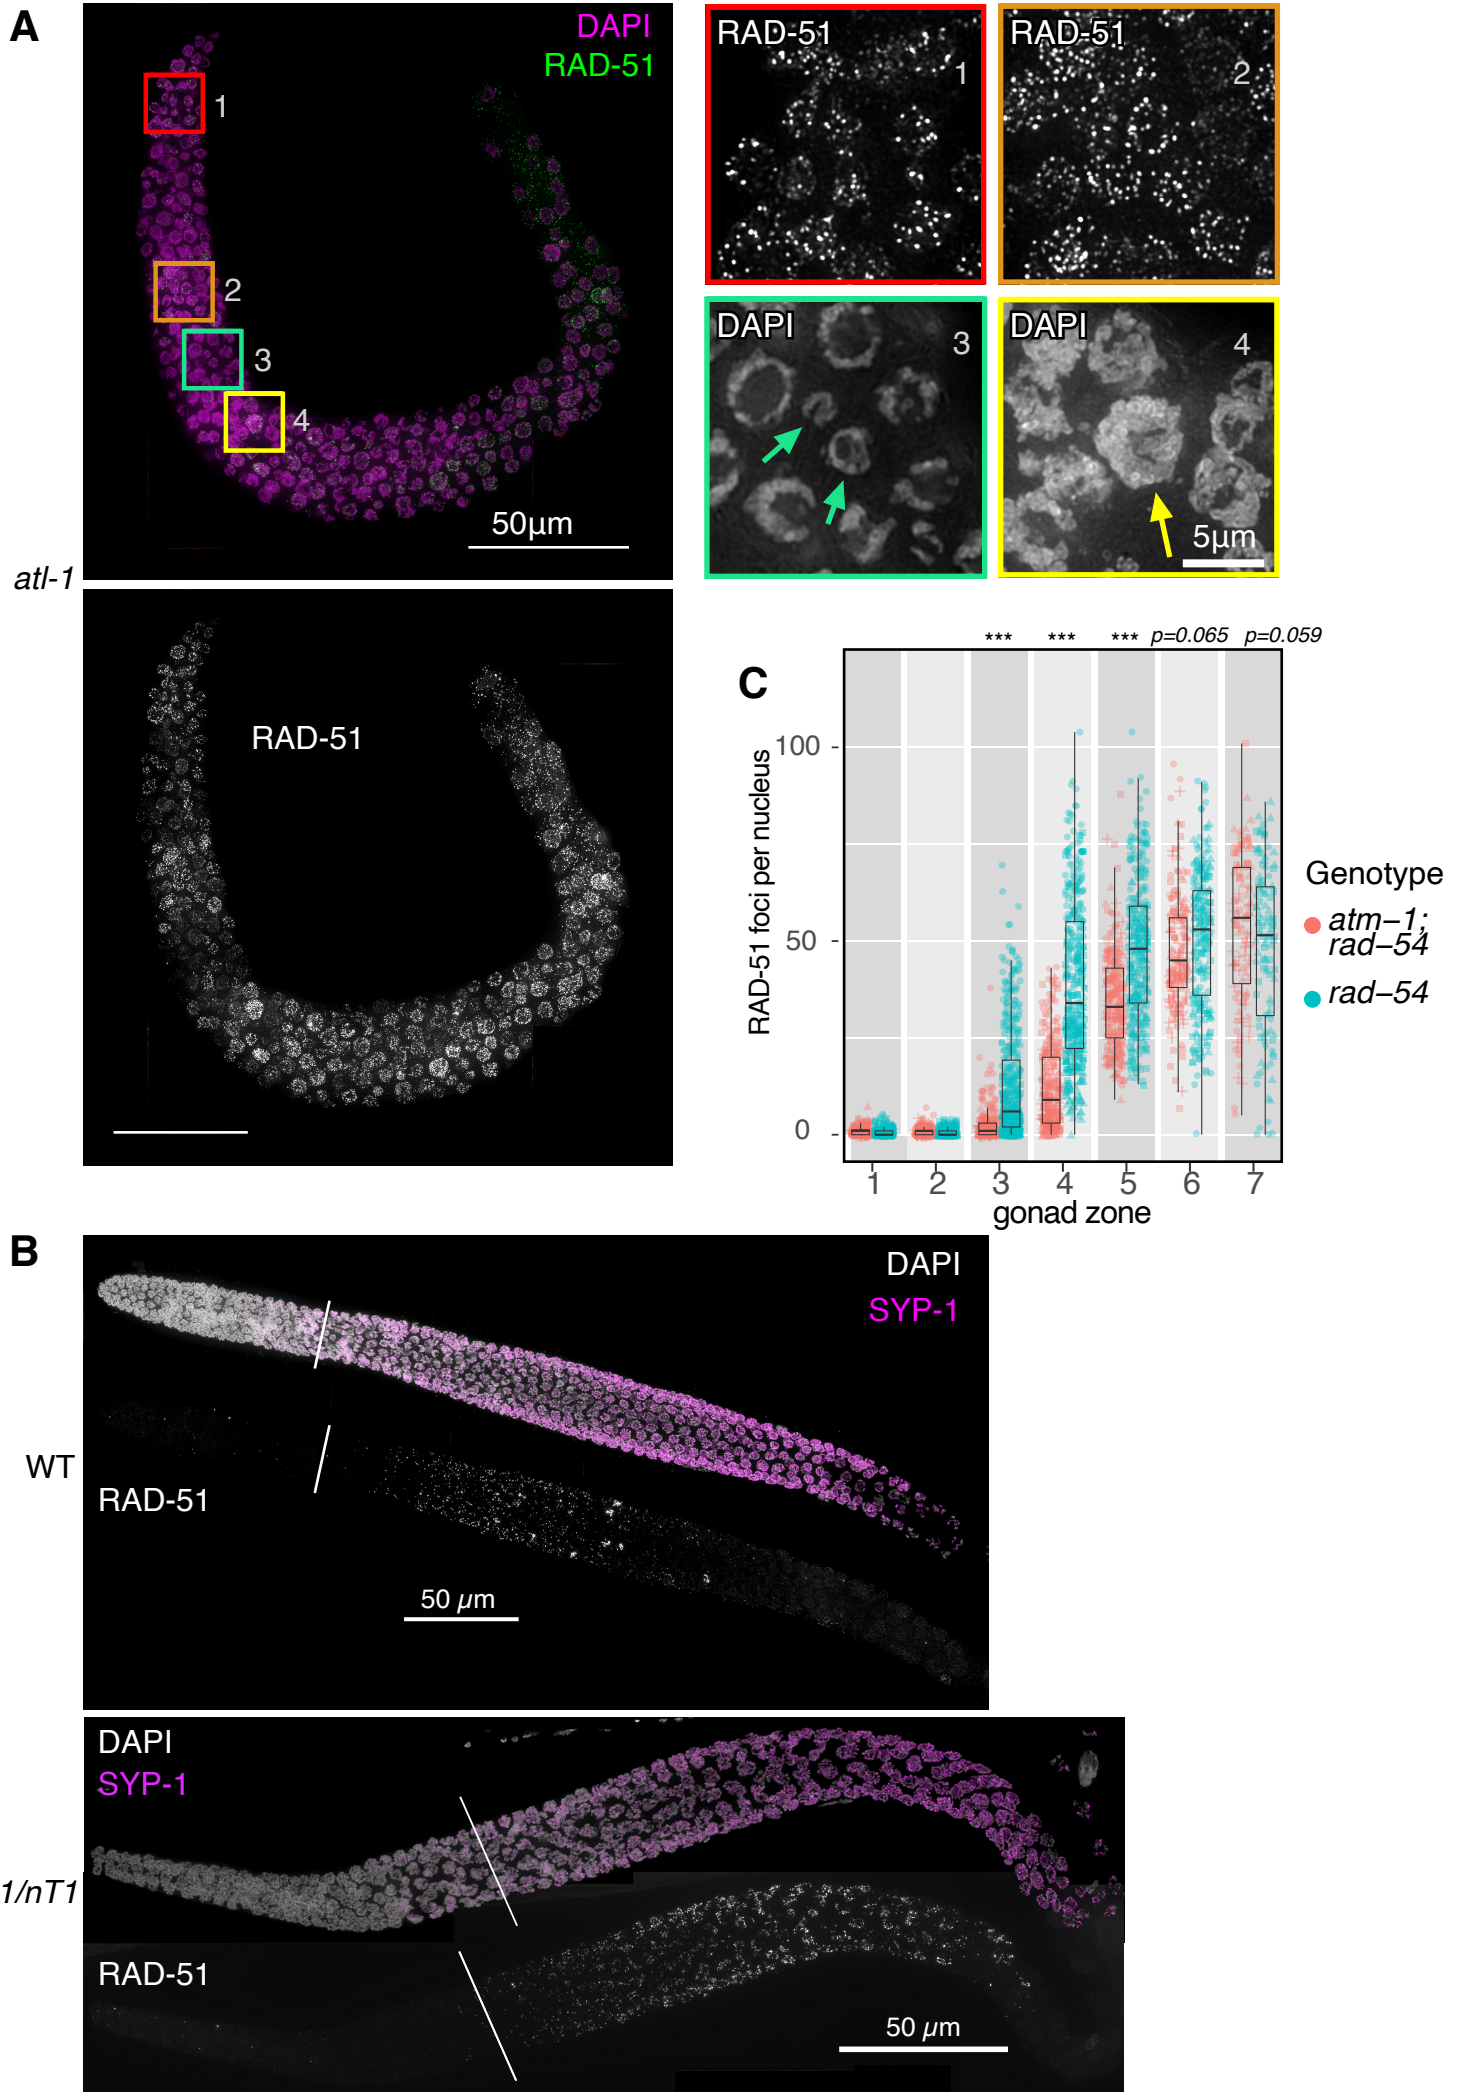 A
DAPI
RAD-51
1
2
3
4
50µm
atl-1
RAD-51
RAD-51
1
RAD-51
2
DAPI
3
DAPI
4
5µm
C
*** *** *** p=0.065 p=0.059
RAD-51 foci per nucleus
100
50
0
1 2 3 4 5 6 7
gonad zone
Genotype
atm–1;
rad–54
rad–54
B
DAPI
SYP-1
WT
RAD-51
50 µm
DAPI
SYP-1
1/nT1
RAD-51
50 µm